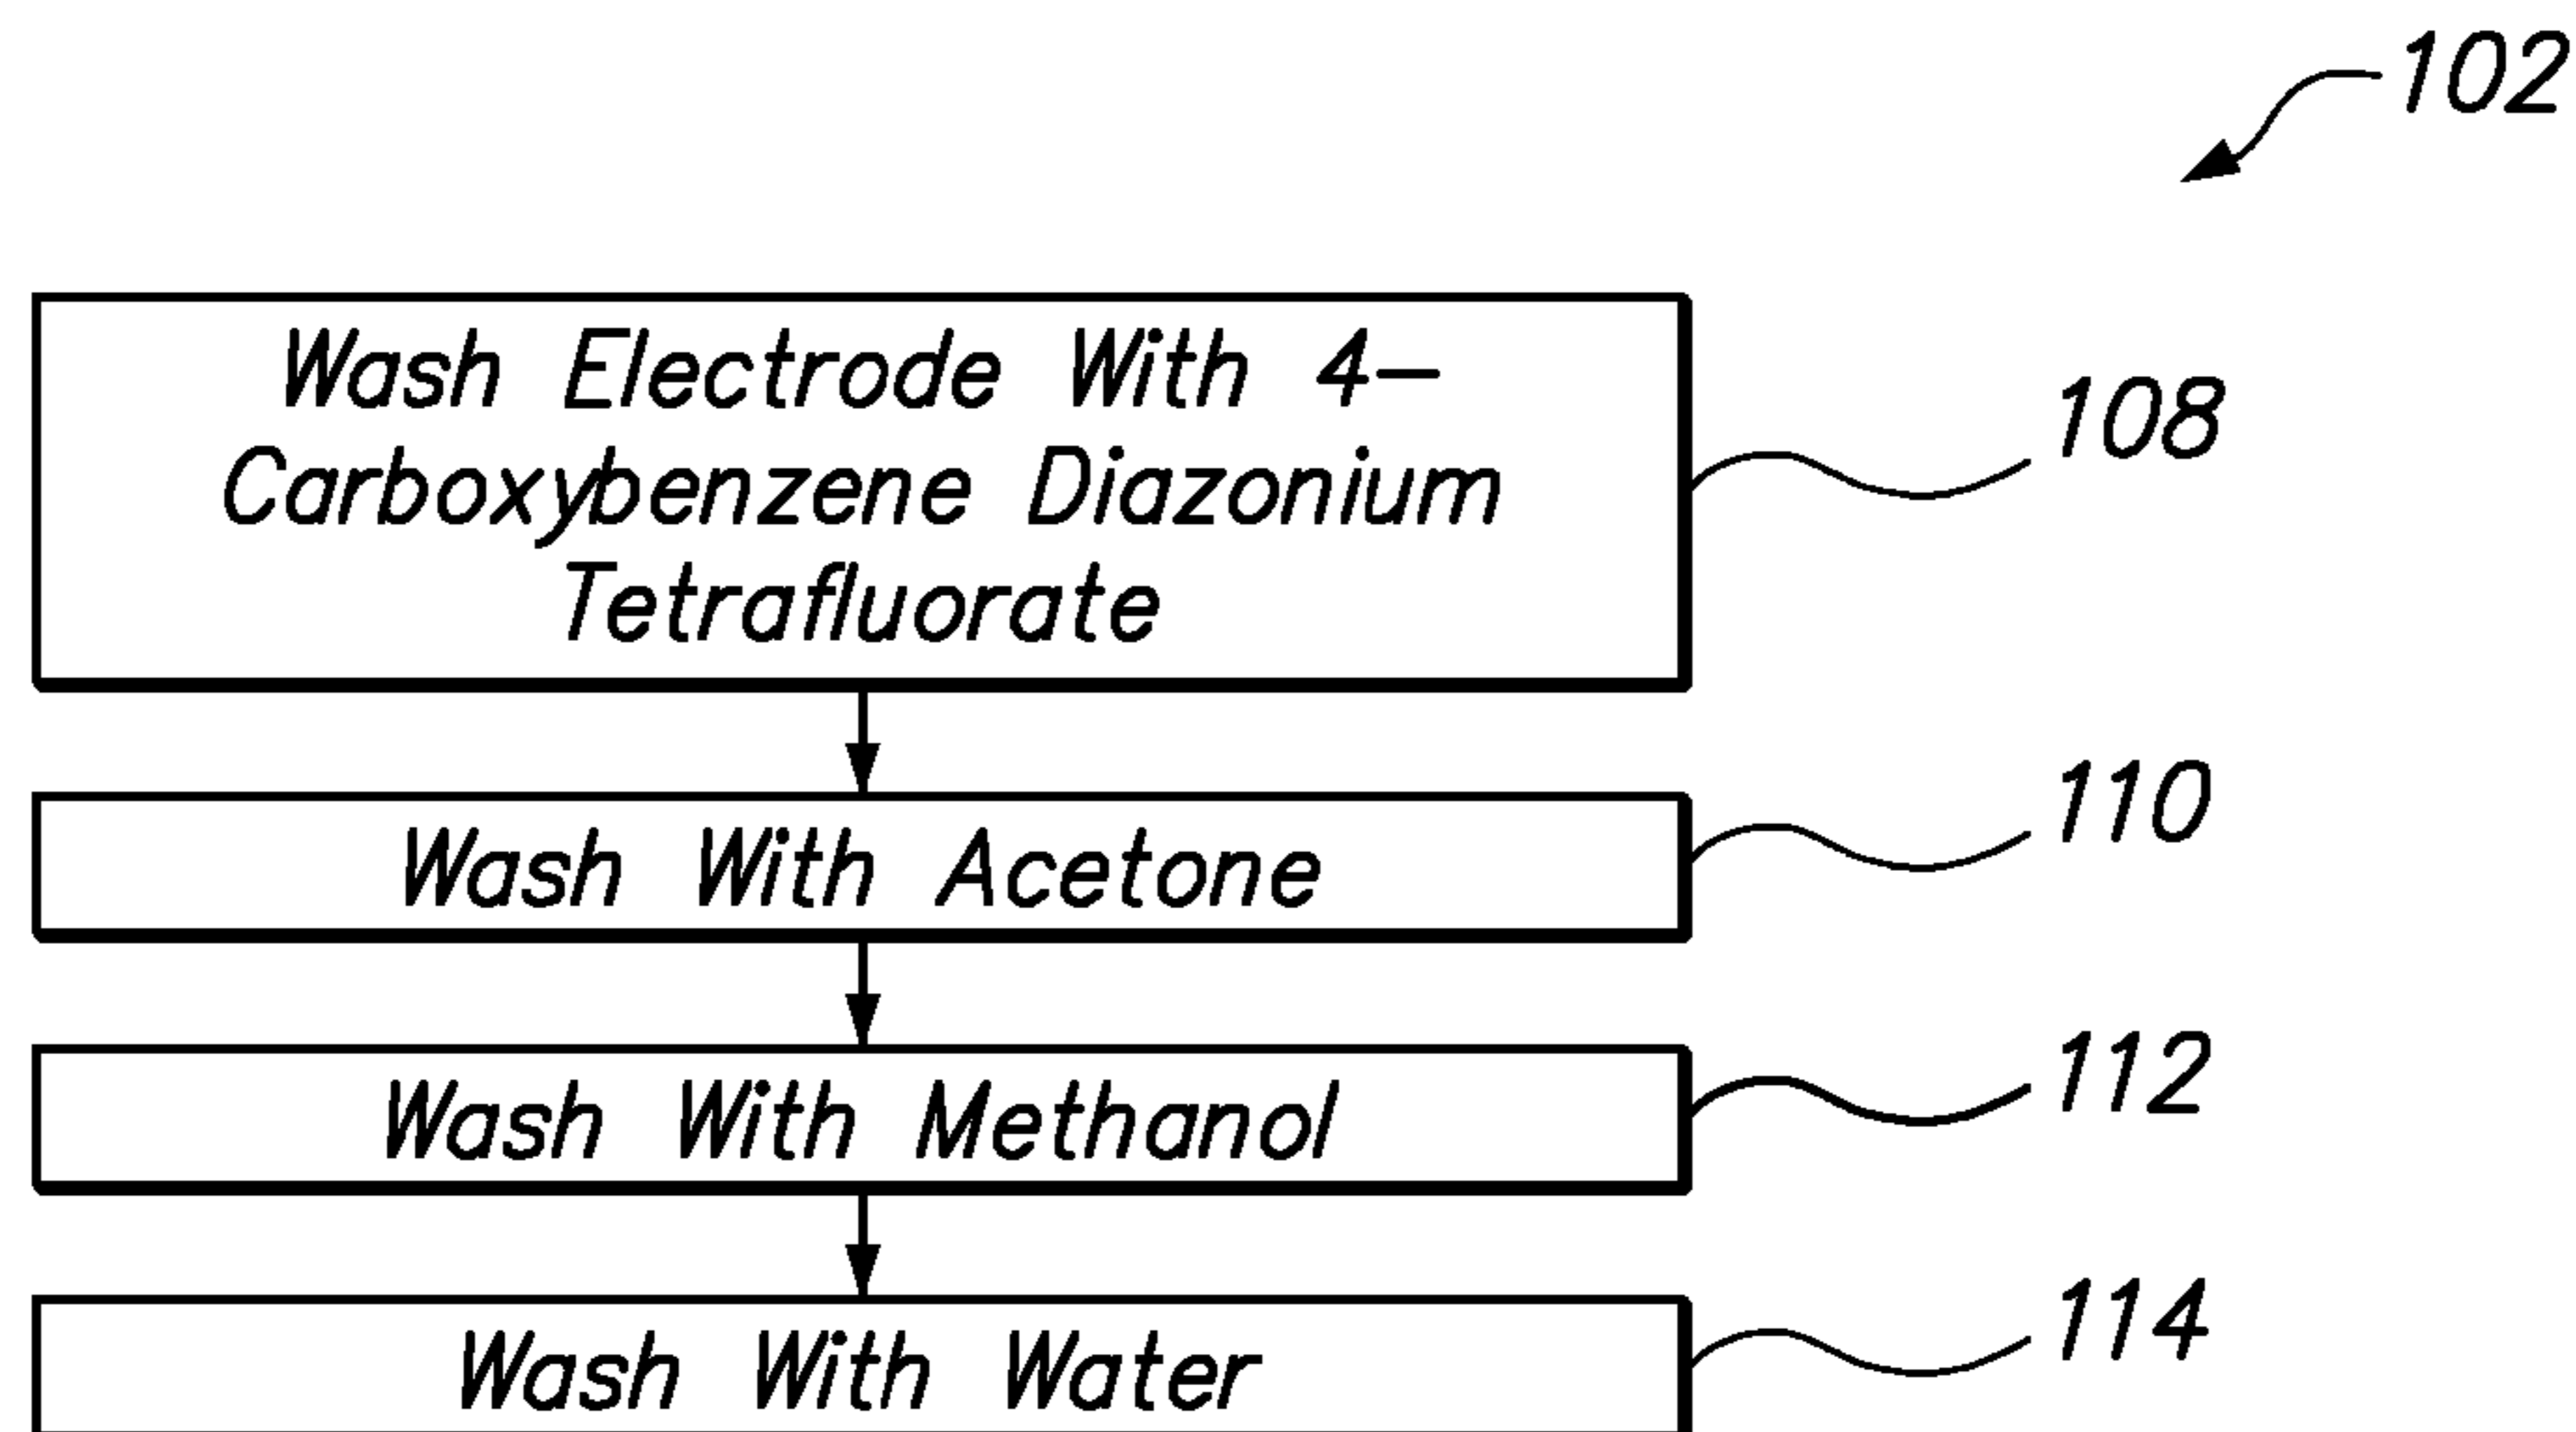 102
Wash Electrode With 4-
Carboxybenzene Diazonium
Tetrafluorate
108
Wash With Acetone
110
Wash With Methanol
112
Wash With Water
114